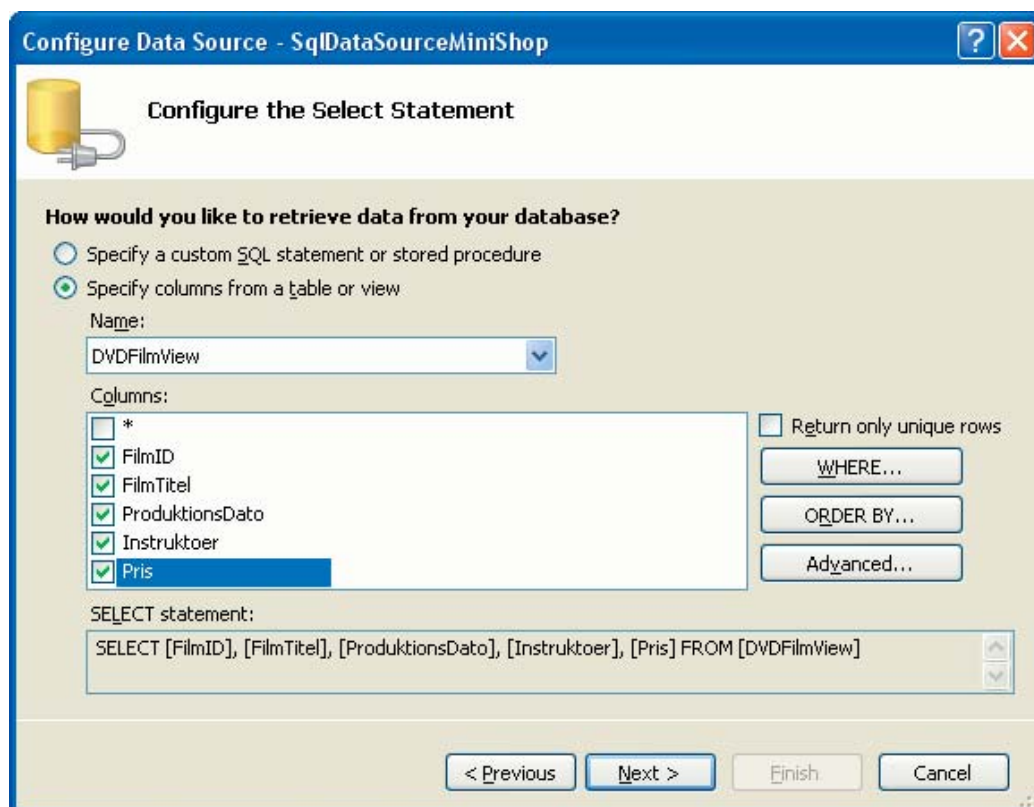 Configure Data Source - SqlDataSourceMiniShop
Configure the Select Statement
How would you like to retrieve data from your database?
Specify a custom SQL statement or stored procedure
Specify columns from a table or view
Name:
DVDFilmView
Columns:
*
FilmID
FilmTitel
ProduktionsDato
Instruktoer
Pris
Return only unique rows
WHERE...
ORDER BY...
Advanced...
SELECT statement:
SELECT [FilmID], [FilmTitel], [ProduktionsDato], [Instruktoer], [Pris] FROM [DVDFilmView]
< Previous
Next >
Finish
Cancel